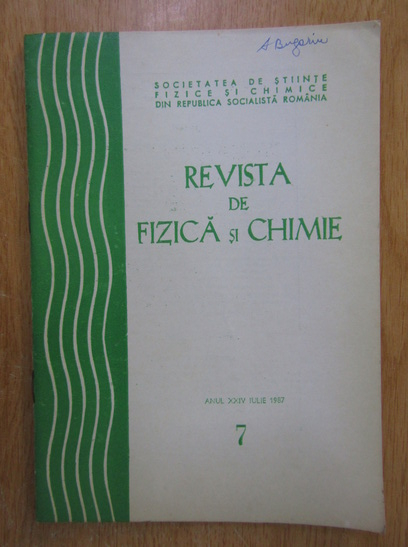 SOCIETATEA DE ȘTIINȚE
FIZICE ȘI CHIMICE
DIN REPUBLICA SOCIALISTĂ ROMÂNIA
REVISTA
DE
FIZICĂ ȘI CHIMIE
ANUL XXIV IULIE 1987
7